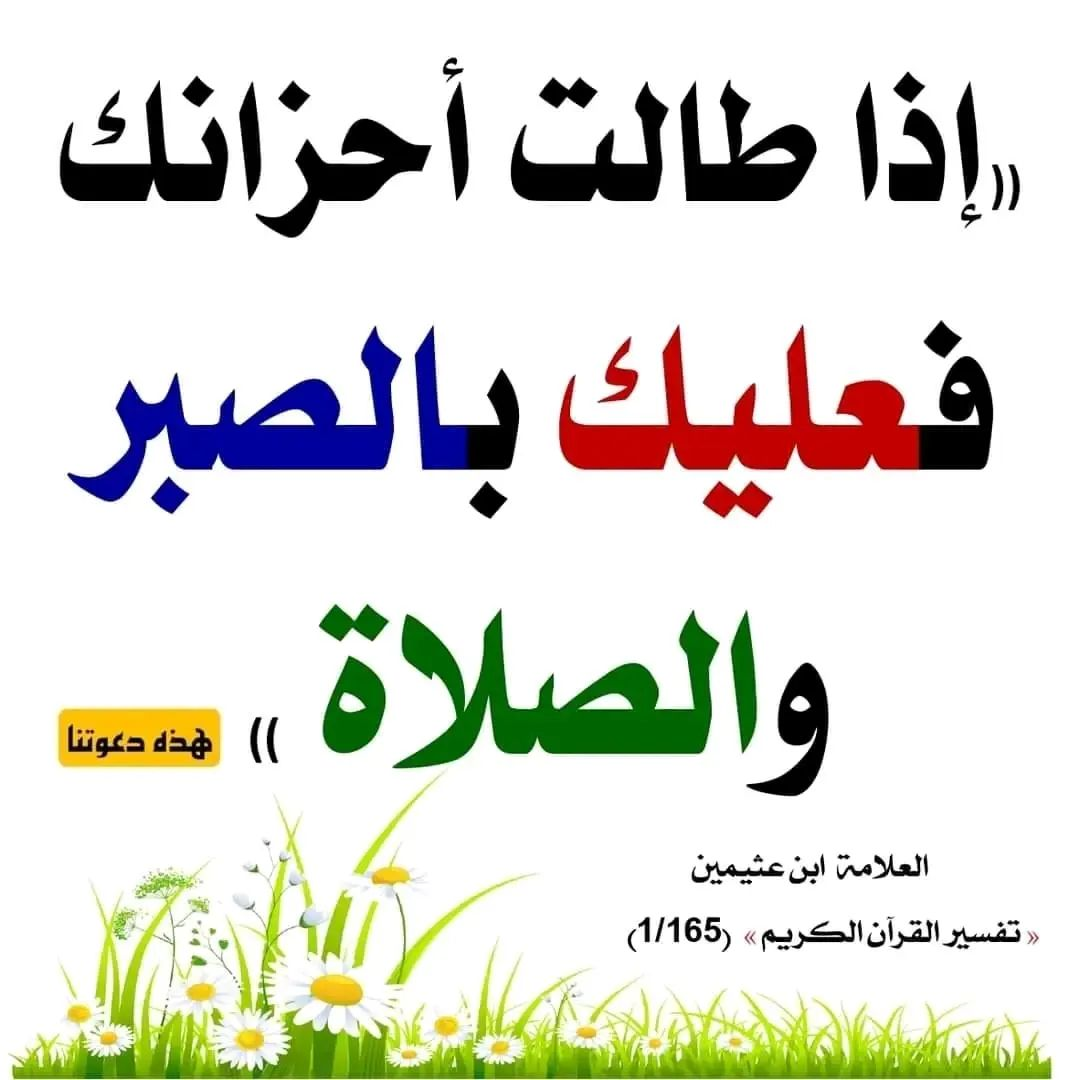 ((إذا طالت أحزانك
فعليك بالصبر
والصلاة ))
هذه دعوتنا
العلامة ابن عثيمين
« تفسير القرآن الكريم » (1/165)